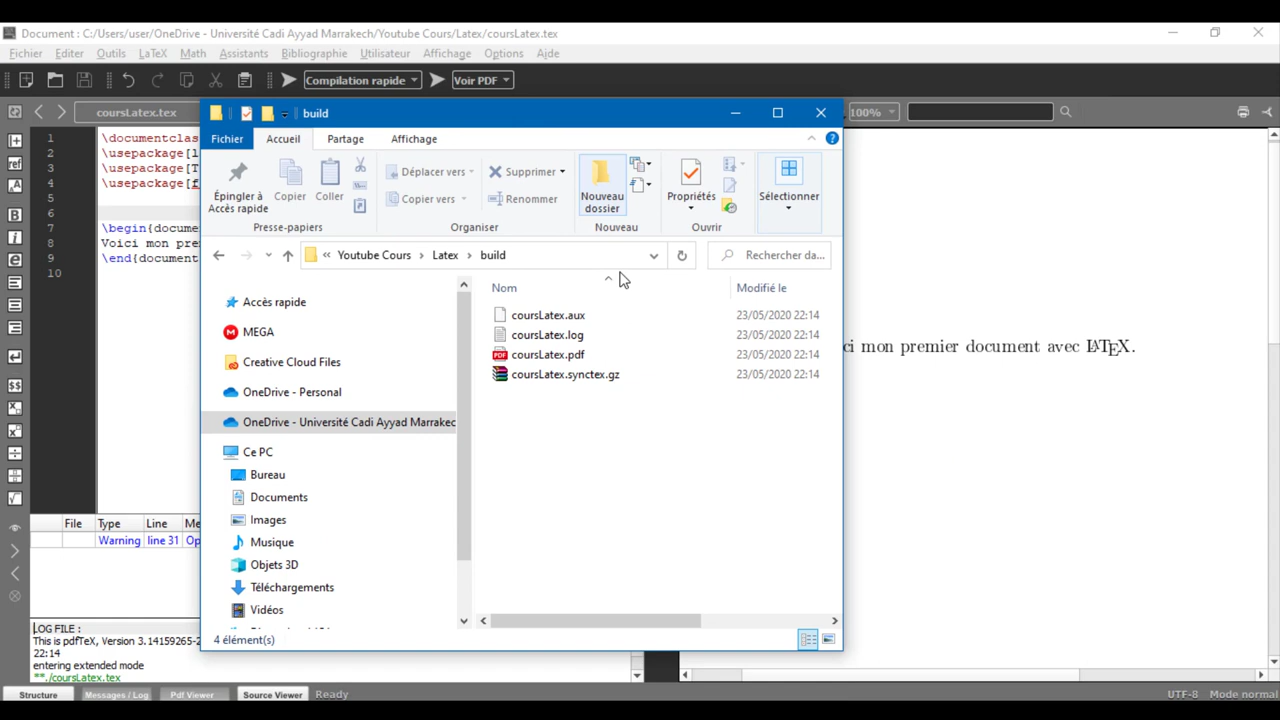 Document : C:/Users/user/OneDrive - Université Cadi Ayyad Marrakech/Youtube Cours/Latex/coursLatex.tex
Fichier Editer Outils LaTeX Math Assistants Bibliographie Utilisateur Affichage Options Aide
Compilation rapide Voir PDF
coursLatex.tex
100%
build
Fichier Accueil Partage Affichage
Épingler à Accès rapide
Copier
Coller
Presse-papiers
Déplacer vers
Copier vers
Supprimer
Renommer
Organiser
Nouveau dossier
Nouveau
Propriétés
Ouvrir
Sélectionner
« Youtube Cours › Latex › build
Rechercher da...
Accès rapide
MEGA
Creative Cloud Files
OneDrive - Personal
OneDrive - Université Cadi Ayyad Marrakec
Ce PC
Bureau
Documents
Images
Musique
Objets 3D
Téléchargements
Vidéos
Nom Modifié le
coursLatex.aux 23/05/2020 22:14
coursLatex.log 23/05/2020 22:14
coursLatex.pdf 23/05/2020 22:14
coursLatex.synctex.gz 23/05/2020 22:14
4 élément(s)
1 \documentclas
2 \usepackage[l
3 \usepackage[T
4 \usepackage[f
5
6
7 \begin{docume
8 Voici mon pre
9 \end{document
10
ci mon premier document avec LATEX.
File Type Line Me
Warning line 31 Op
LOG FILE :
This is pdfTeX, Version 3.14159265-2
22:14
entering extended mode
**./coursLatex.tex
Structure Messages / Log Pdf Viewer Source Viewer Ready
UTF-8 Mode normal